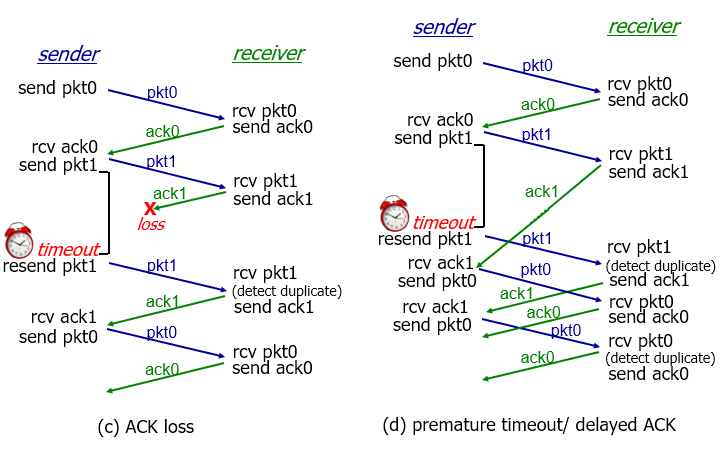 sender
receiver
send pkt0
pkt0
rcv pkt0
send ack0
ack0
rcv ack0
send pkt1
pkt1
rcv pkt1
send ack1
ack1
X
loss
timeout
resend pkt1
pkt1
rcv pkt1
(detect duplicate)
send ack1
ack1
rcv ack1
send pkt0
pkt0
rcv pkt0
send ack0
ack0
(c) ACK loss
sender
receiver
send pkt0
pkt0
rcv pkt0
send ack0
ack0
rcv ack0
send pkt1
pkt1
rcv pkt1
send ack1
ack1
timeout
resend pkt1
pkt1
rcv pkt1
(detect duplicate)
send ack1
rcv ack1
send pkt0
pkt0
ack1
rcv pkt0
send ack0
ack0
rcv ack1
send pkt0
pkt0
rcv pkt0
(detect duplicate)
send ack0
ack0
(d) premature timeout/ delayed ACK